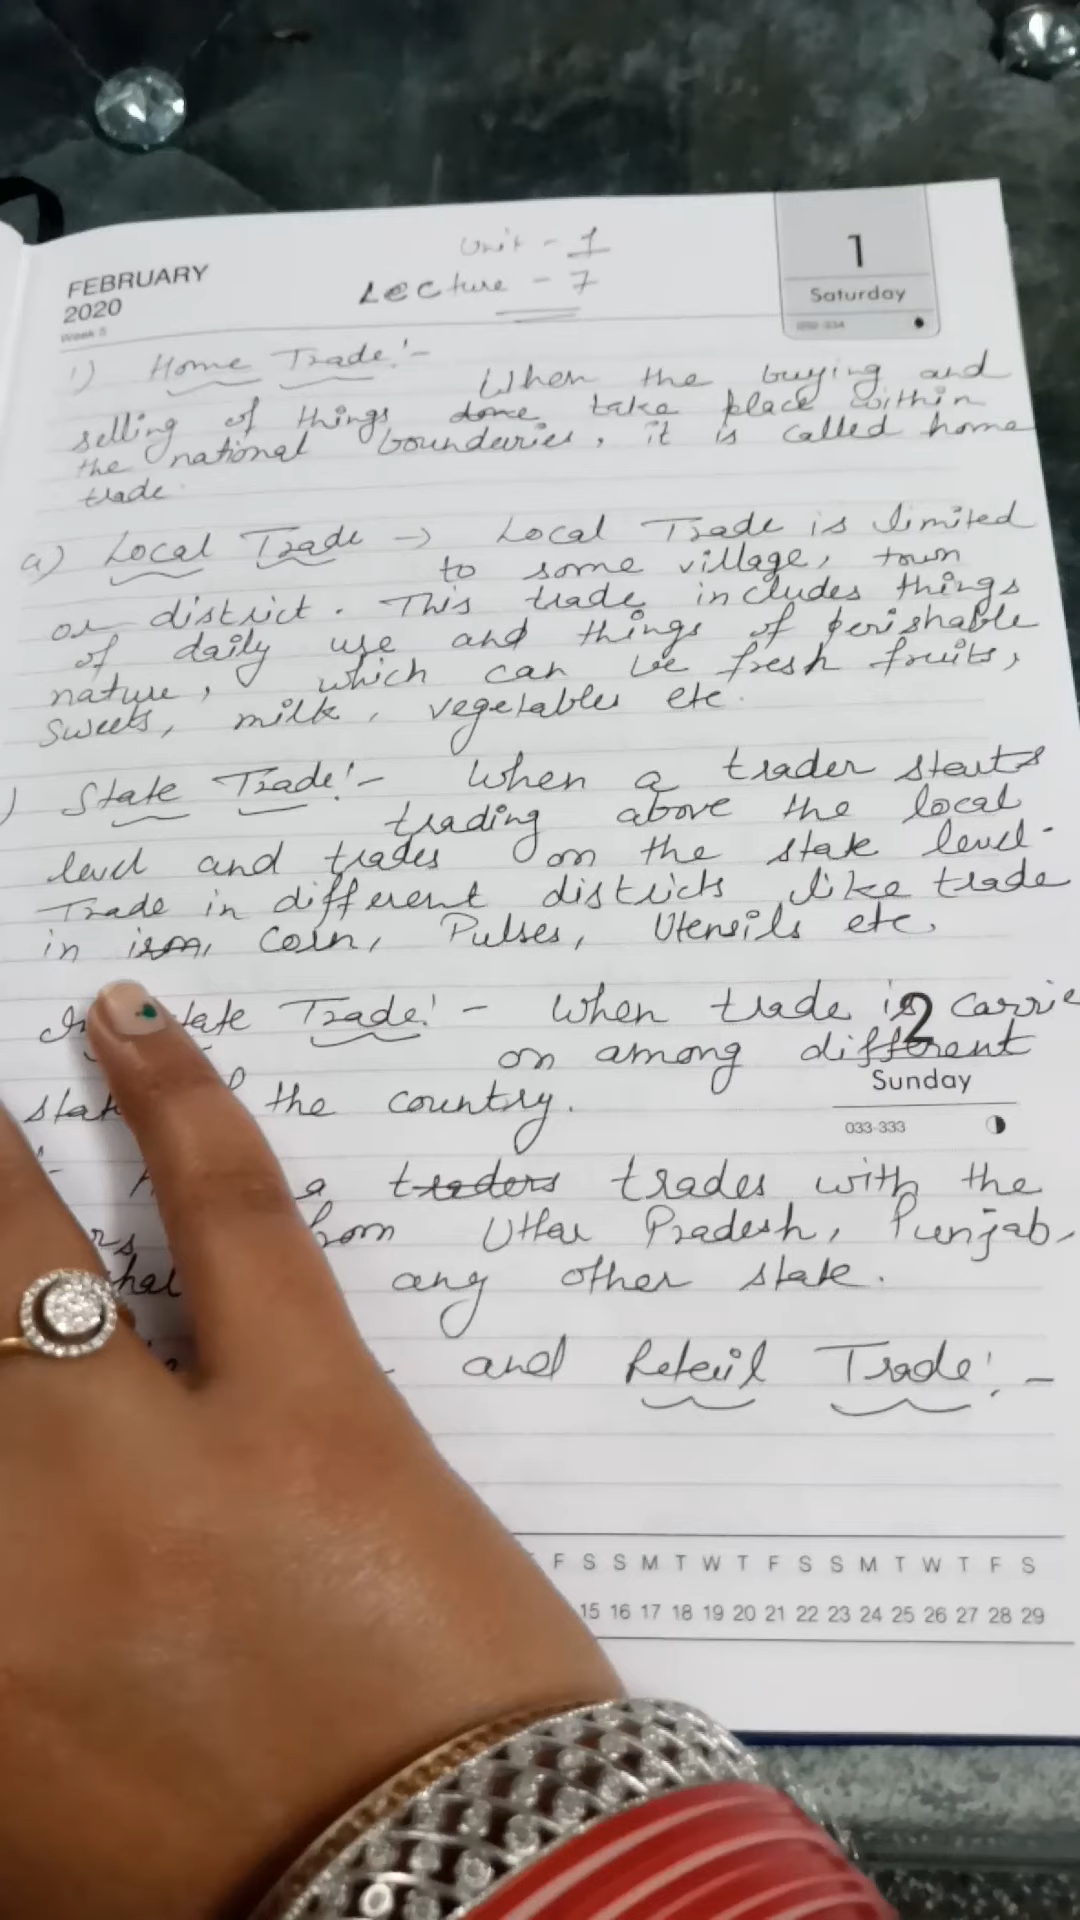 FEBRUARY
2020
Week 5
1
Saturday
Unit - 1
Lecture - 7
1) Home Trade :-
When the buying and
selling of things done take place within
the national bounderies, it is called home
trade.
a) Local Trade → Local Trade is limited
to some village, town
or district. This trade includes things
of daily use and things of perishable
nature, which can be fresh fruits,
sweets, milk, vegetables etc.
) State Trade :- When a trader starts
trading above the local
level and trades on the state level.
Trade in different districts like trade
in iron, Coin, Pulses, Utensils etc.
Trade :- When trade is carrie
on among different
the country.
2
Sunday
033-333
a traders trades with the
from Uttar Pradesh, Punjab,
any other state.
and Retail Trade :-
F S S M T W T F S S M T W T F S
15 16 17 18 19 20 21 22 23 24 25 26 27 28 29